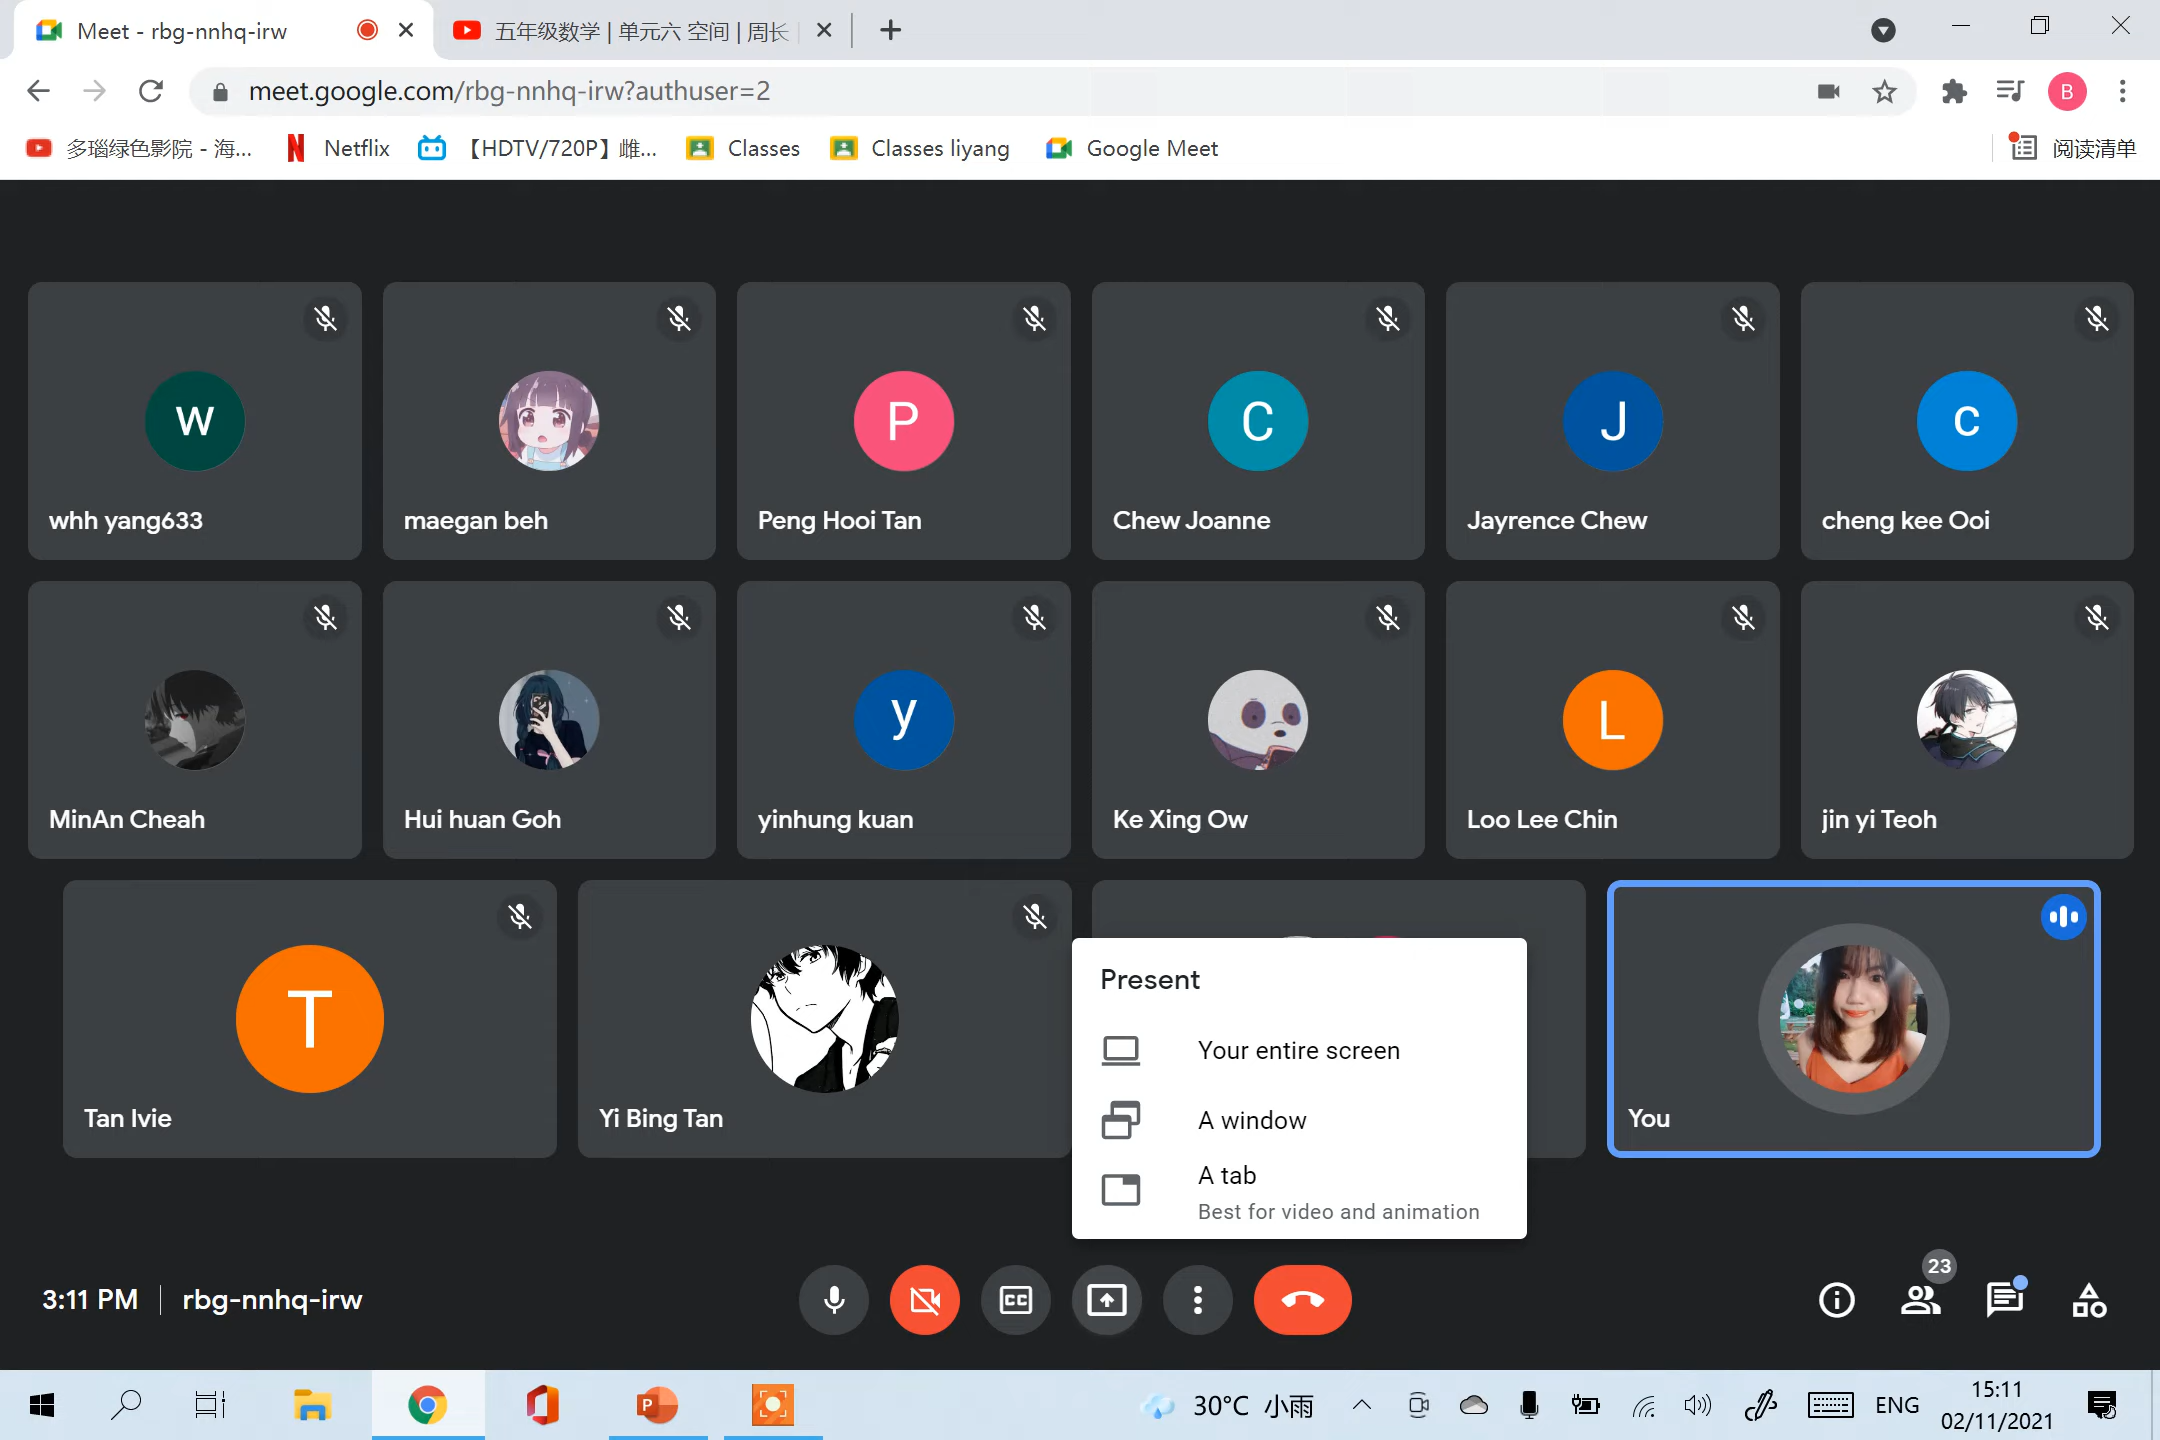 Meet - rbg-nnhq-irw
五年级数学 | 单元六 空间 | 周长
meet.google.com/rbg-nnhq-irw?authuser=2
B
多瑙绿色影院 - 海...
Netflix
【HDTV/720P】雌...
Classes
Classes liyang
Google Meet
阅读清单
w
P
C
J
c
whh yang633
maegan beh
Peng Hooi Tan
Chew Joanne
Jayrence Chew
cheng kee Ooi
y
L
MinAn Cheah
Hui huan Goh
yinhung kuan
Ke Xing Ow
Loo Lee Chin
jin yi Teoh
T
Tan Ivie
Yi Bing Tan
You
Present
Your entire screen
A window
A tab
Best for video and animation
3:11 PM
rbg-nnhq-irw
CC
23
P
30°C 小雨
ENG
15:11
02/11/2021